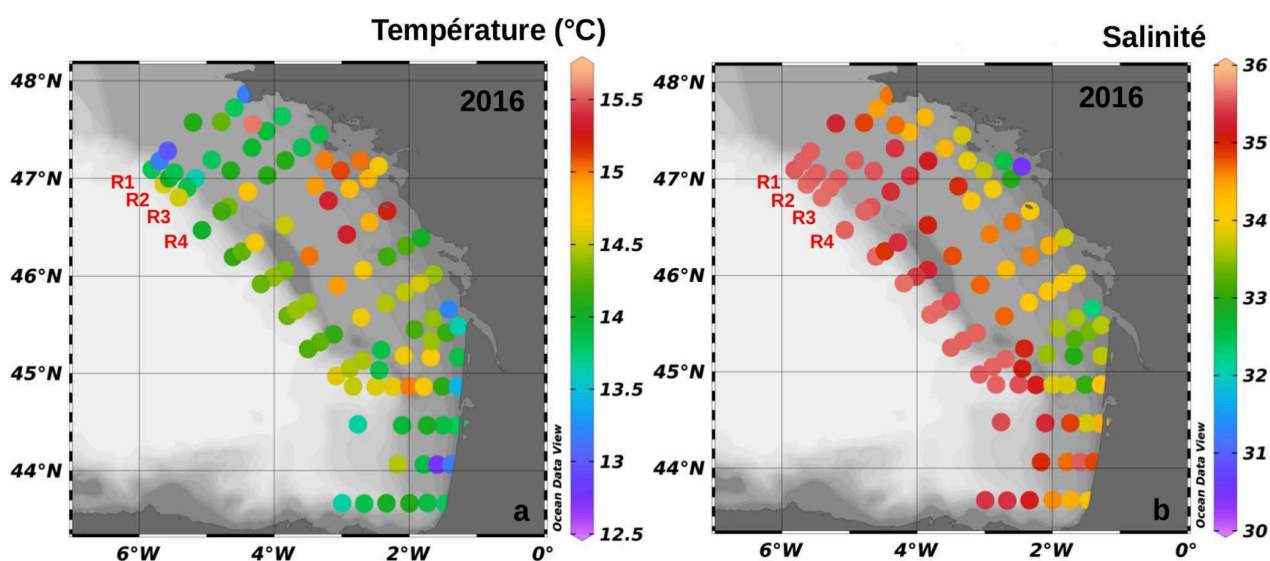 Température (°C)
48°N
47°N
46°N
45°N
44°N
6°W
4°W
2°W
0°
2016
R1
R2
R3
R4
a
Ocean Data View
15.5
15
14.5
14
13.5
13
12.5
Salinité
48°N
47°N
46°N
45°N
44°N
6°W
4°W
2°W
0°
2016
R1
R2
R3
R4
b
Ocean Data View
36
35
34
33
32
31
30